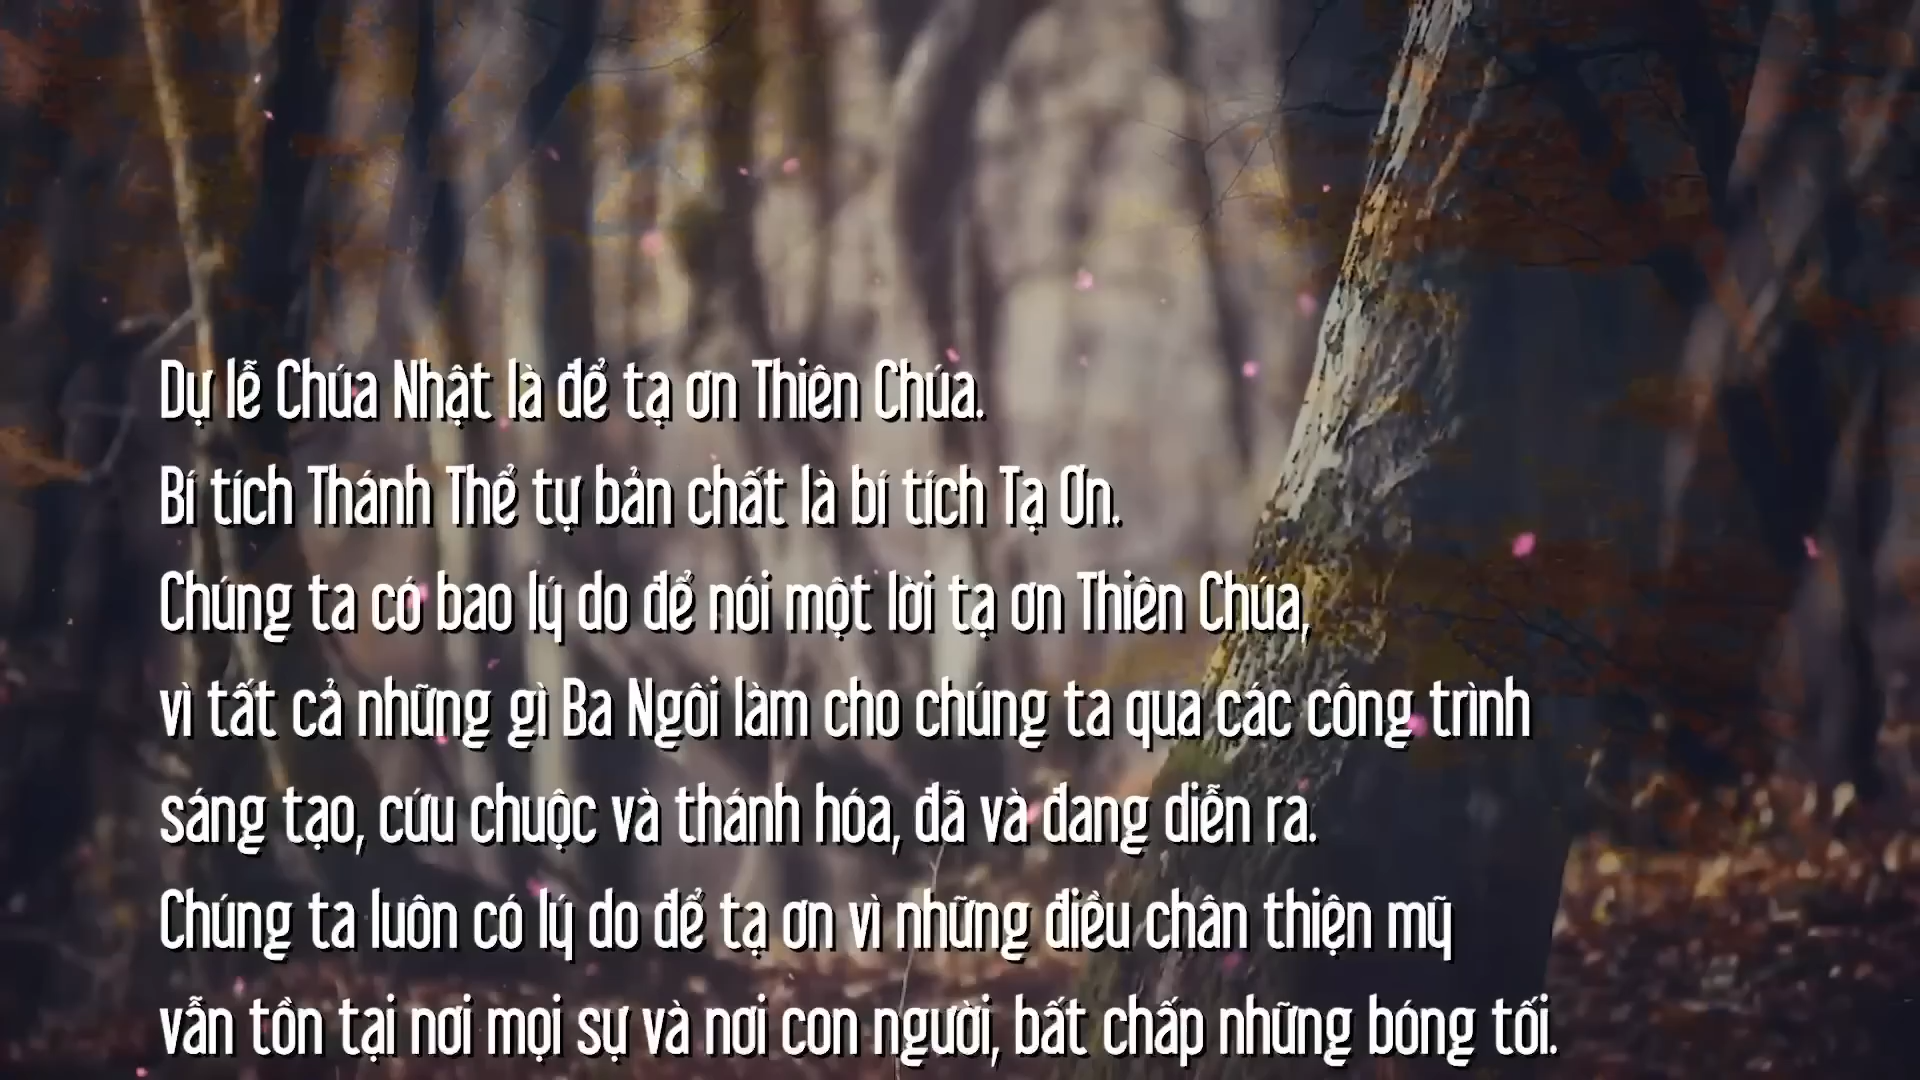 Dự lễ Chúa Nhật là để tạ ơn Thiên Chúa.
Bí tích Thánh Thể tự bản chất là bí tích Tạ Ơn.
Chúng ta có bao lý do để nói một lời tạ ơn Thiên Chúa,
vì tất cả những gì Ba Ngôi làm cho chúng ta qua các công trình
sáng tạo, cứu chuộc và thánh hóa, đã và đang diễn ra.
Chúng ta luôn có lý do để tạ ơn vì những điều chân thiện mỹ
vẫn tồn tại nơi mọi sự và nơi con người, bất chấp những bóng tối.